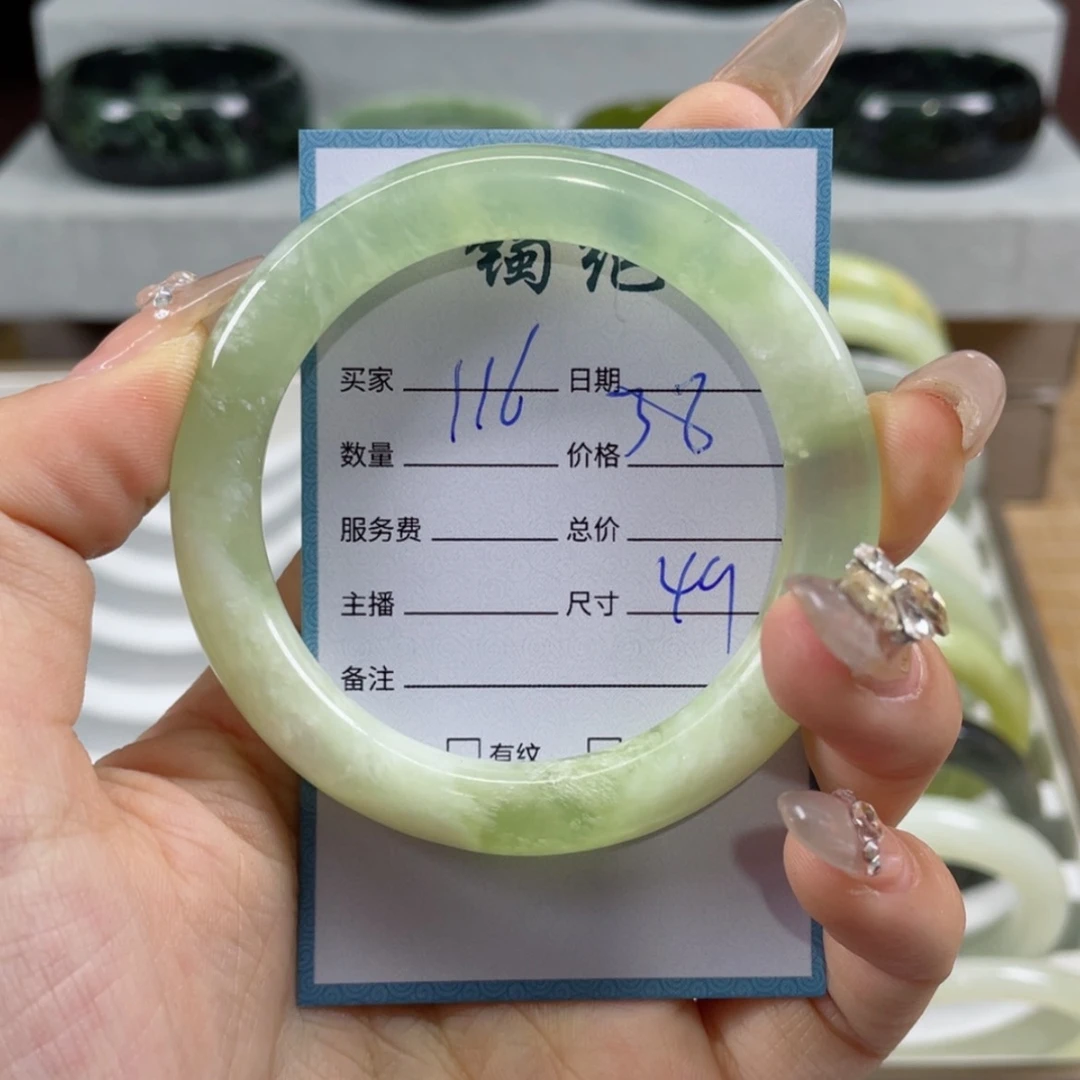 镯纪
买家 116 日期
数量 价格 58
服务费 总价
主播 尺寸 49
备注
□ 有纹 □